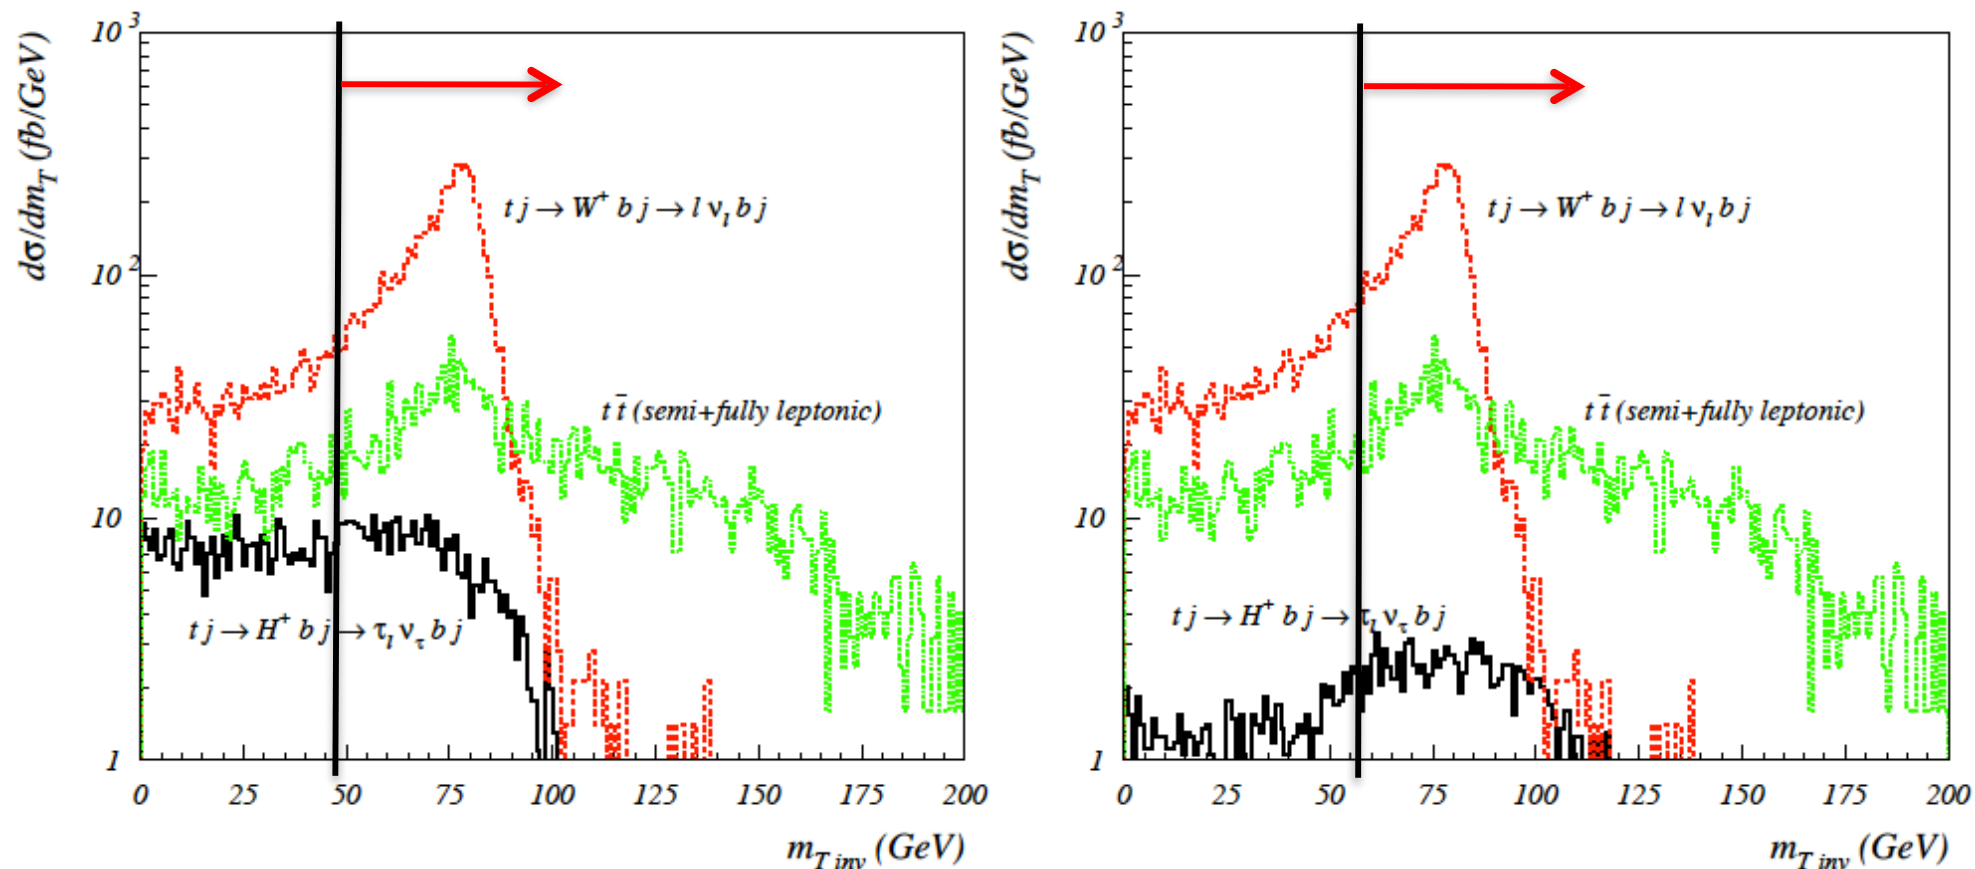 dσ/dm_T (fb/GeV)
10³
10²
10
1
t j → W⁺ b j → l ν_l b j
t t̄ (semi+fully leptonic)
t j → H⁺ b j → τ_l ν_τ b j
0 25 50 75 100 125 150 175 200
m_{T inv} (GeV)
dσ/dm_T (fb/GeV)
10³
10²
10
1
t j → W⁺ b j → l ν_l b j
t t̄ (semi+fully leptonic)
t j → H⁺ b j → τ_l ν_τ b j
0 25 50 75 100 125 150 175 200
m_{T inv} (GeV)